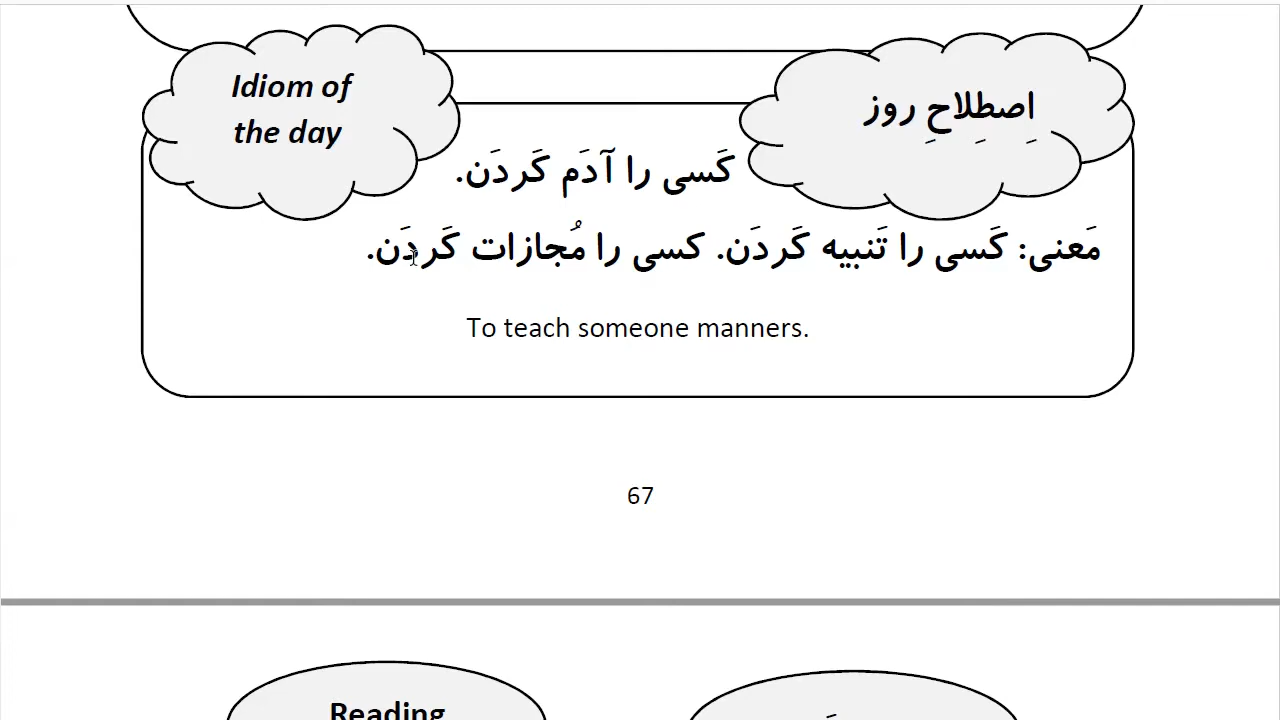 Idiom of
the day
اصطلاحِ روز
کَسی را آدَم کَردَن.
مَعنی: کَسی را تَنبیه کَردَن. کسی را مُجازات کَردَن.
To teach someone manners.
67
Reading